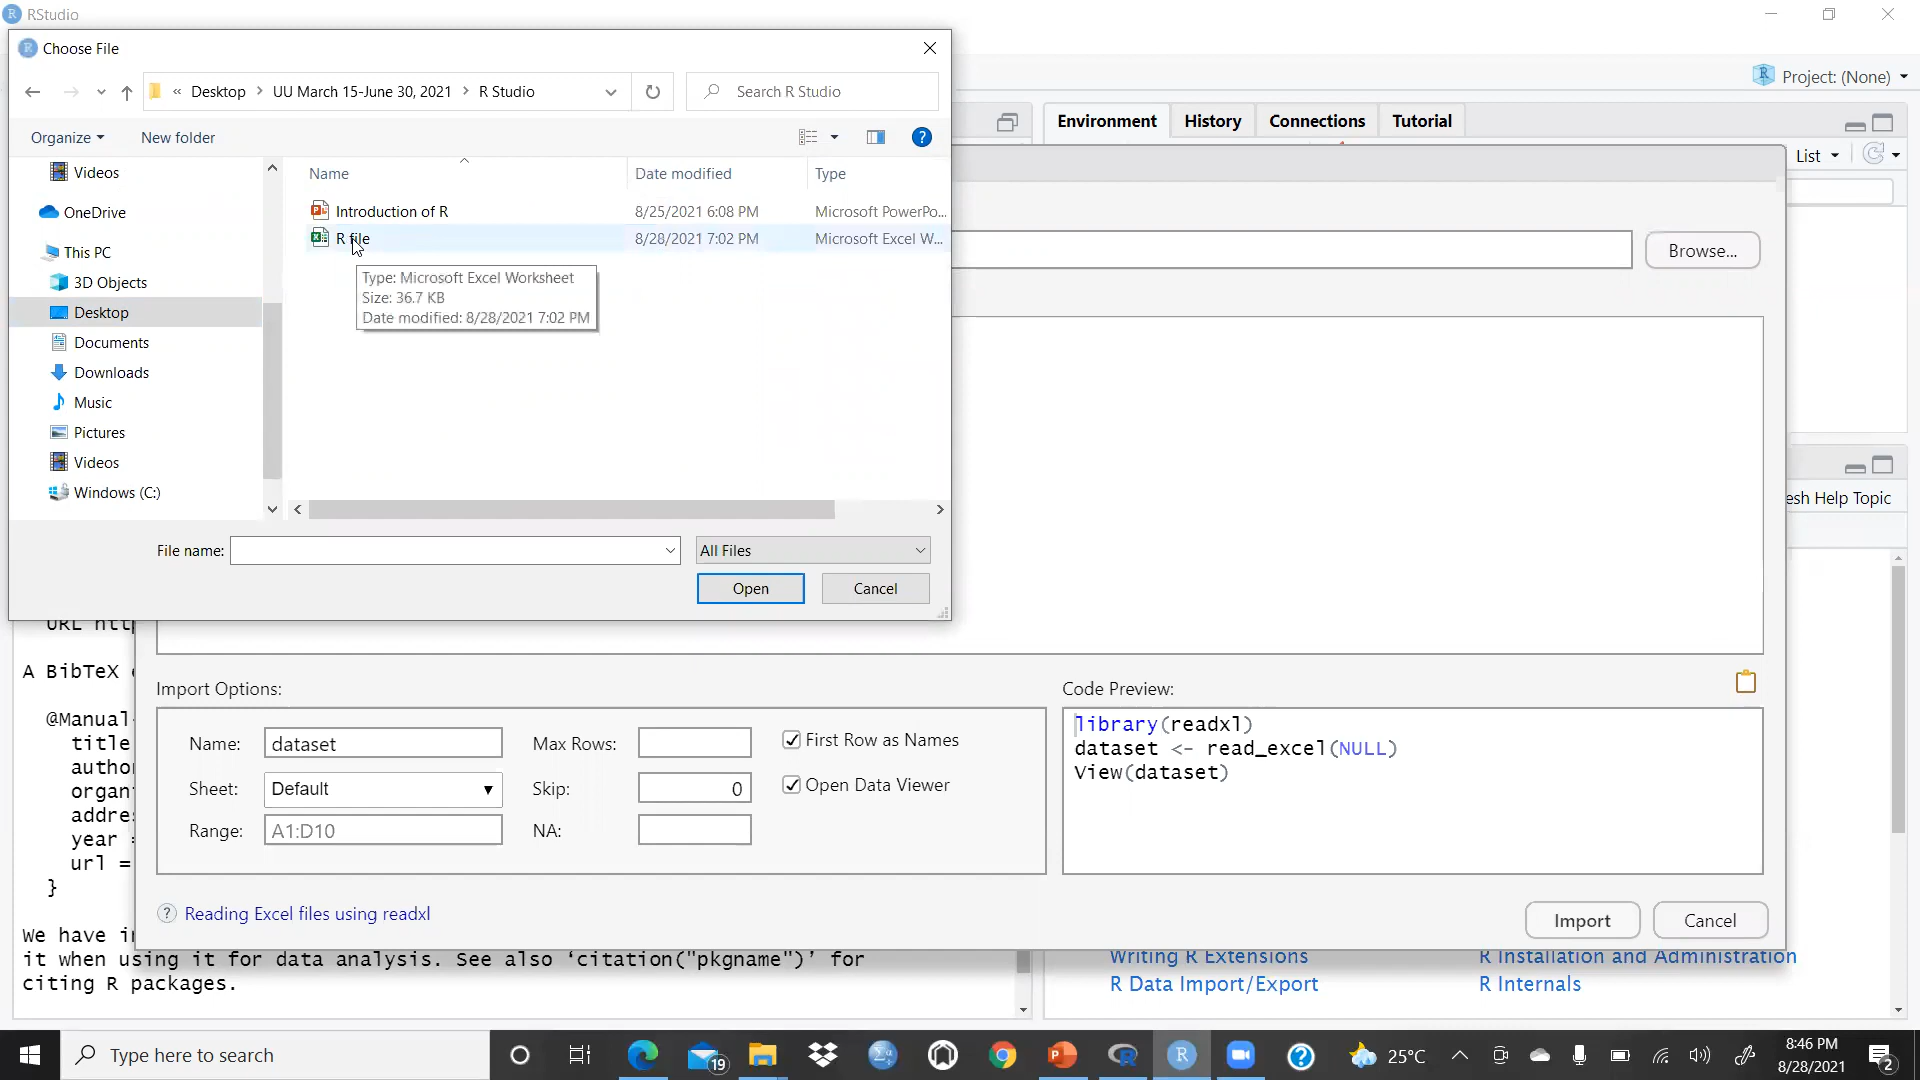 RStudio
Choose File
« Desktop > UU March 15-June 30, 2021 > R Studio
Search R Studio
Project: (None)
Organize
New folder
Environment
History
Connections
Tutorial
List
Name
Date modified
Type
Videos
OneDrive
This PC
3D Objects
Desktop
Documents
Downloads
Music
Pictures
Videos
Windows (C:)
Introduction of R
8/25/2021 6:08 PM
Microsoft PowerPo...
R file
8/28/2021 7:02 PM
Microsoft Excel W...
Type: Microsoft Excel Worksheet
Size: 36.7 KB
Date modified: 8/28/2021 7:02 PM
Browse...
File name:
All Files
Open
Cancel
esh Help Topic
URL
A BibTeX
@Manual
title
autho
organ
addre
year =
url =
}
We have i
it when using it for data analysis. See also ‘citation("pkgname")’ for
citing R packages.
Import Options:
Name:
dataset
Max Rows:
First Row as Names
Sheet:
Default
Skip:
0
Open Data Viewer
Range:
A1:D10
NA:
Code Preview:
library(readxl)
dataset <- read_excel(NULL)
View(dataset)
? Reading Excel files using readxl
Import
Cancel
Writing R Extensions
R Installation and Administration
R Data Import/Export
R Internals
Type here to search
19
25°C
8:46 PM
8/28/2021
2